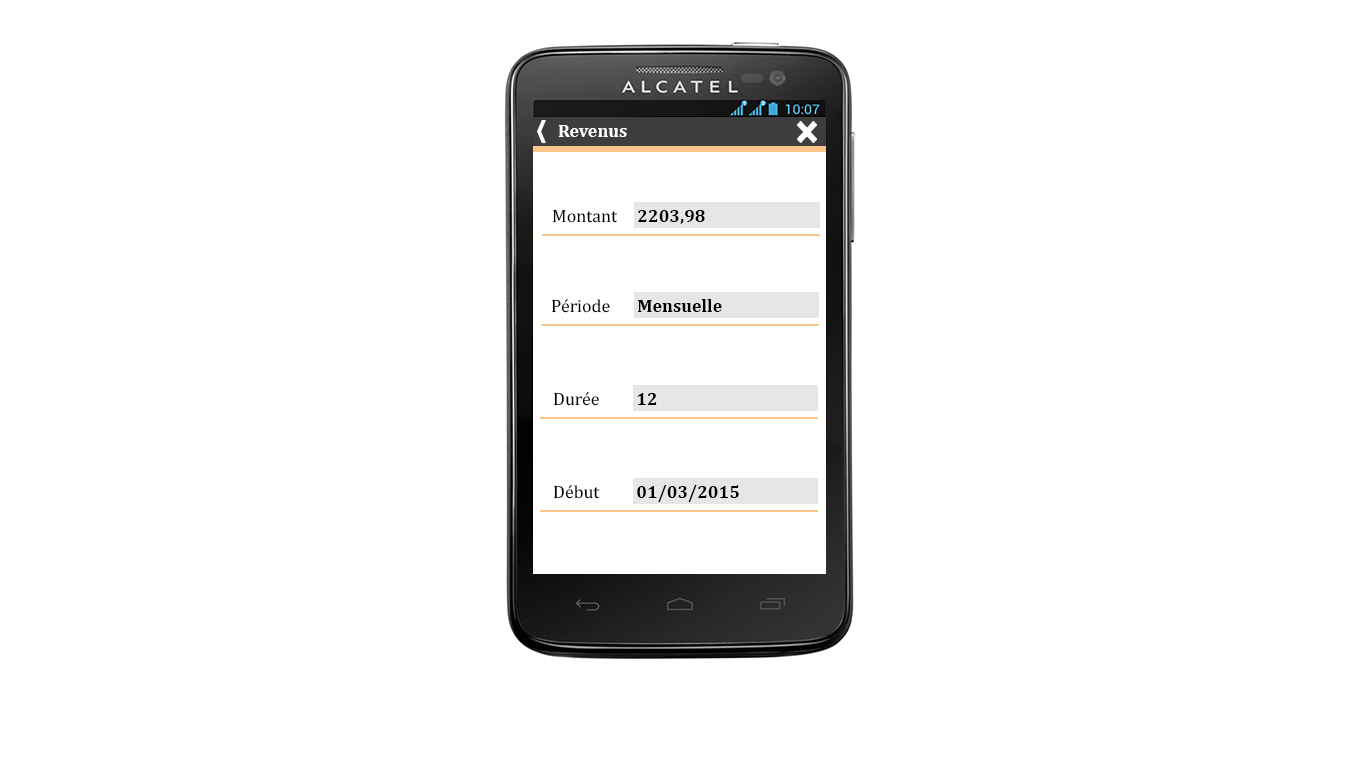 ALCATEL
10:07
Revenus
Montant 2203,98
Période Mensuelle
Durée 12
Début 01/03/2015